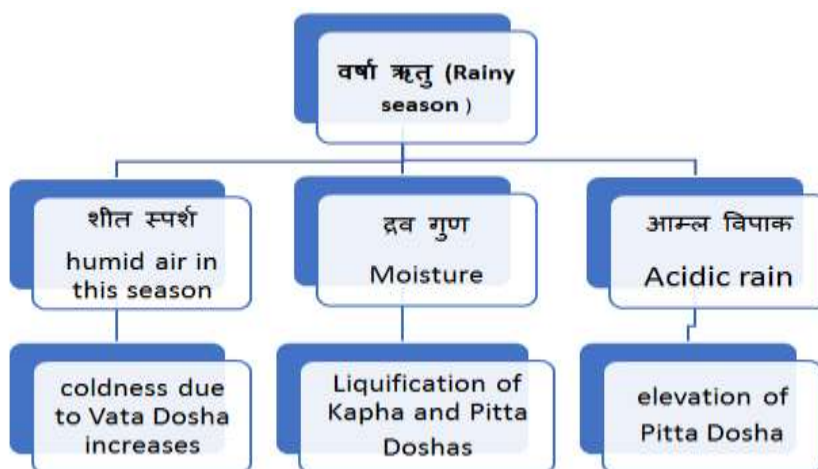 वर्षा ऋतु (Rainy
season )
शीत स्पर्श
humid air in
this season
द्रव गुण
Moisture
आम्ल विपाक
Acidic rain
coldness due
to Vata Dosha
increases
Liquification of
Kapha and Pitta
Doshas
elevation of
Pitta Dosha